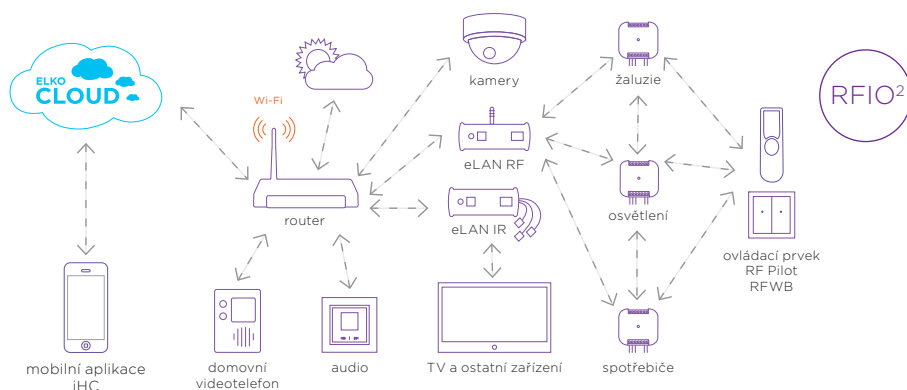 ELKO
CLOUD
Wi-Fi
kamery
žaluzie
RFIO²
eLAN RF
router
eLAN IR
osvětlení
ovládací prvek
RF Pilot
RFWB
mobilní aplikace
iHC
domovní
videotelefon
audio
TV a ostatní zařízení
spotřebiče